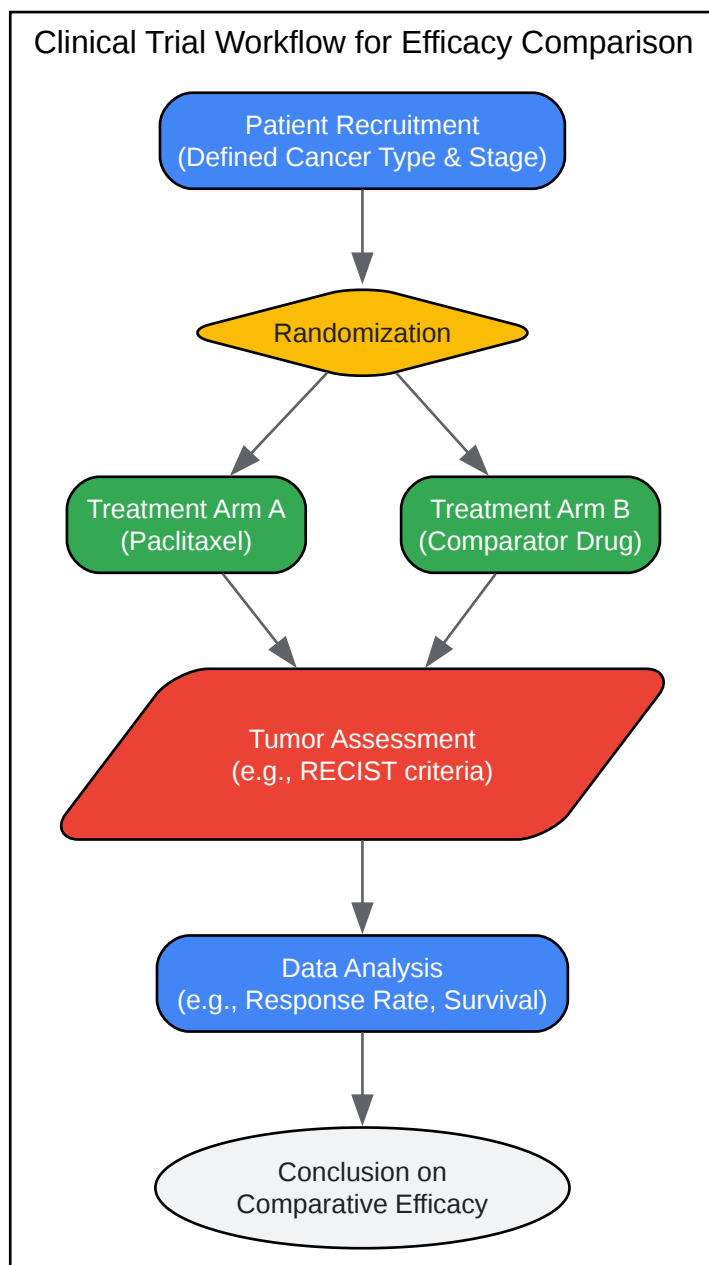 Clinical Trial Workflow for Efficacy Comparison
Patient Recruitment
(Defined Cancer Type & Stage)
Randomization
Treatment Arm A
(Paclitaxel)
Treatment Arm B
(Comparator Drug)
Tumor Assessment
(e.g., RECIST criteria)
Data Analysis
(e.g., Response Rate, Survival)
Conclusion on
Comparative Efficacy